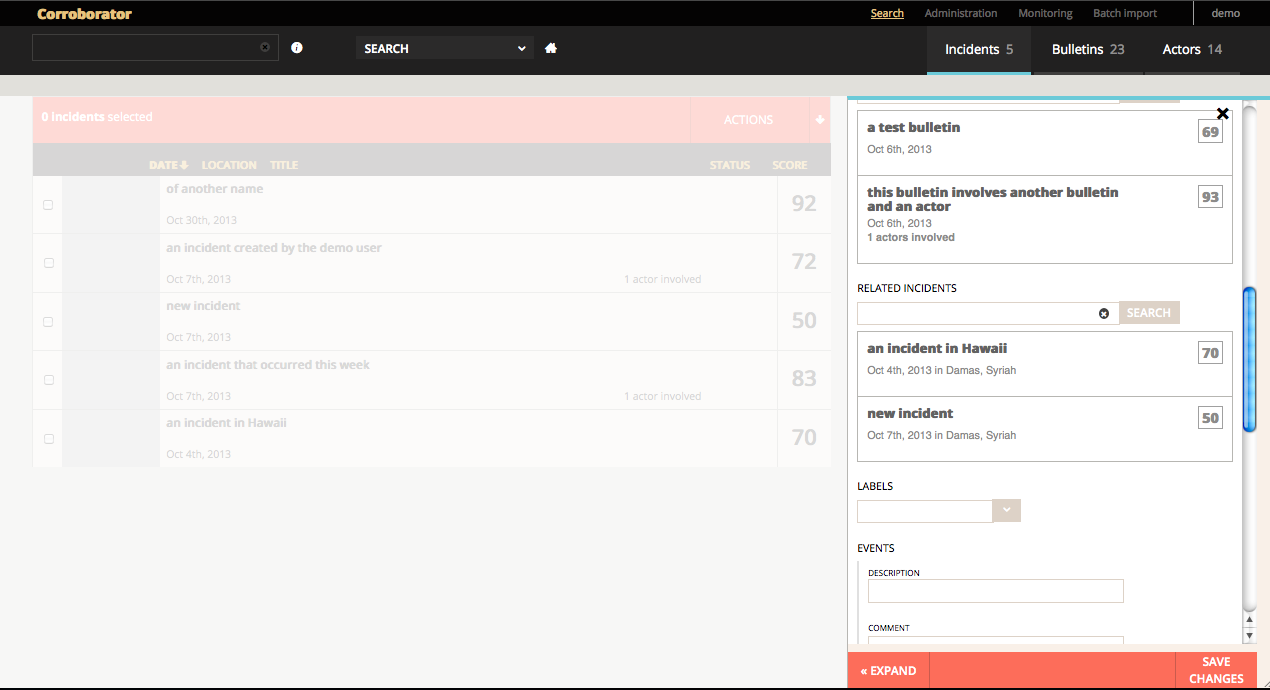 Corroborator
Search Administration Monitoring Batch import demo
SEARCH
Incidents 5 Bulletins 23 Actors 14
0 Incidents selected
ACTIONS
DATE LOCATION TITLE STATUS SCORE
of another name
92
Oct 30th, 2013
an incident created by the demo user
72
Oct 7th, 2013 1 actor involved
new incident
50
Oct 7th, 2013
an incident that occurred this week
83
Oct 7th, 2013 1 actor involved
an incident in Hawaii
70
Oct 4th, 2013
a test bulletin
69
Oct 6th, 2013
this bulletin involves another bulletin
and an actor
93
Oct 6th, 2013
1 actors involved
RELATED INCIDENTS
SEARCH
an incident in Hawaii
70
Oct 4th, 2013 in Damas, Syriah
new incident
50
Oct 7th, 2013 in Damas, Syriah
LABELS
EVENTS
DESCRIPTION
COMMENT
« EXPAND
SAVE
CHANGES